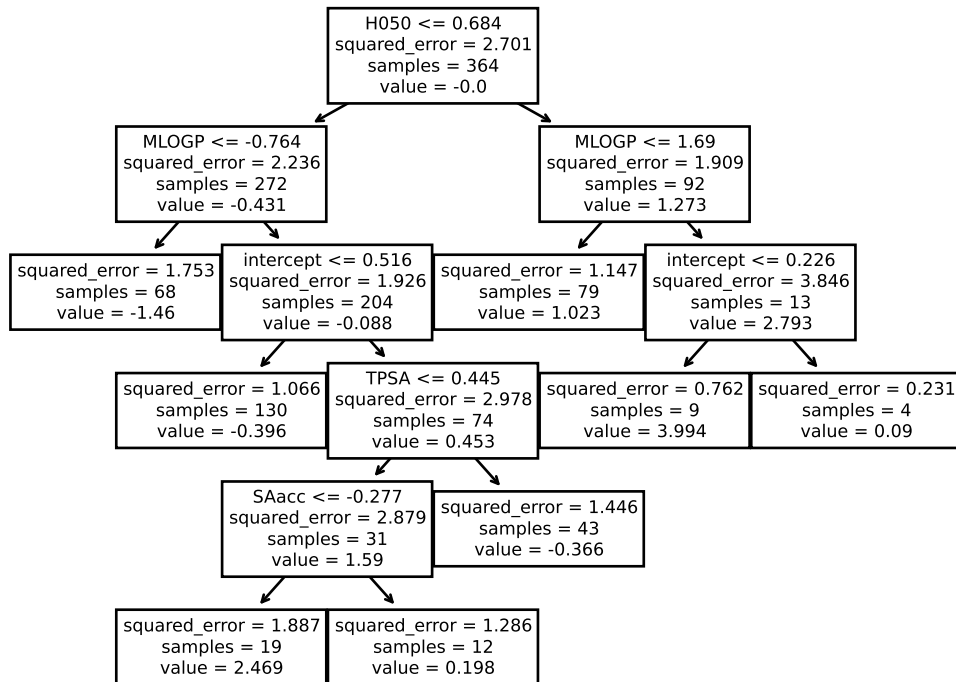 H050 <= 0.684
squared_error = 2.701
samples = 364
value = -0.0
MLOGP <= -0.764
squared_error = 2.236
samples = 272
value = -0.431
MLOGP <= 1.69
squared_error = 1.909
samples = 92
value = 1.273
squared_error = 1.753
samples = 68
value = -1.46
intercept <= 0.516
squared_error = 1.926
samples = 204
value = -0.088
squared_error = 1.147
samples = 79
value = 1.023
intercept <= 0.226
squared_error = 3.846
samples = 13
value = 2.793
squared_error = 1.066
samples = 130
value = -0.396
TPSA <= 0.445
squared_error = 2.978
samples = 74
value = 0.453
squared_error = 0.762
samples = 9
value = 3.994
squared_error = 0.231
samples = 4
value = 0.09
SAacc <= -0.277
squared_error = 2.879
samples = 31
value = 1.59
squared_error = 1.446
samples = 43
value = -0.366
squared_error = 1.887
samples = 19
value = 2.469
squared_error = 1.286
samples = 12
value = 0.198